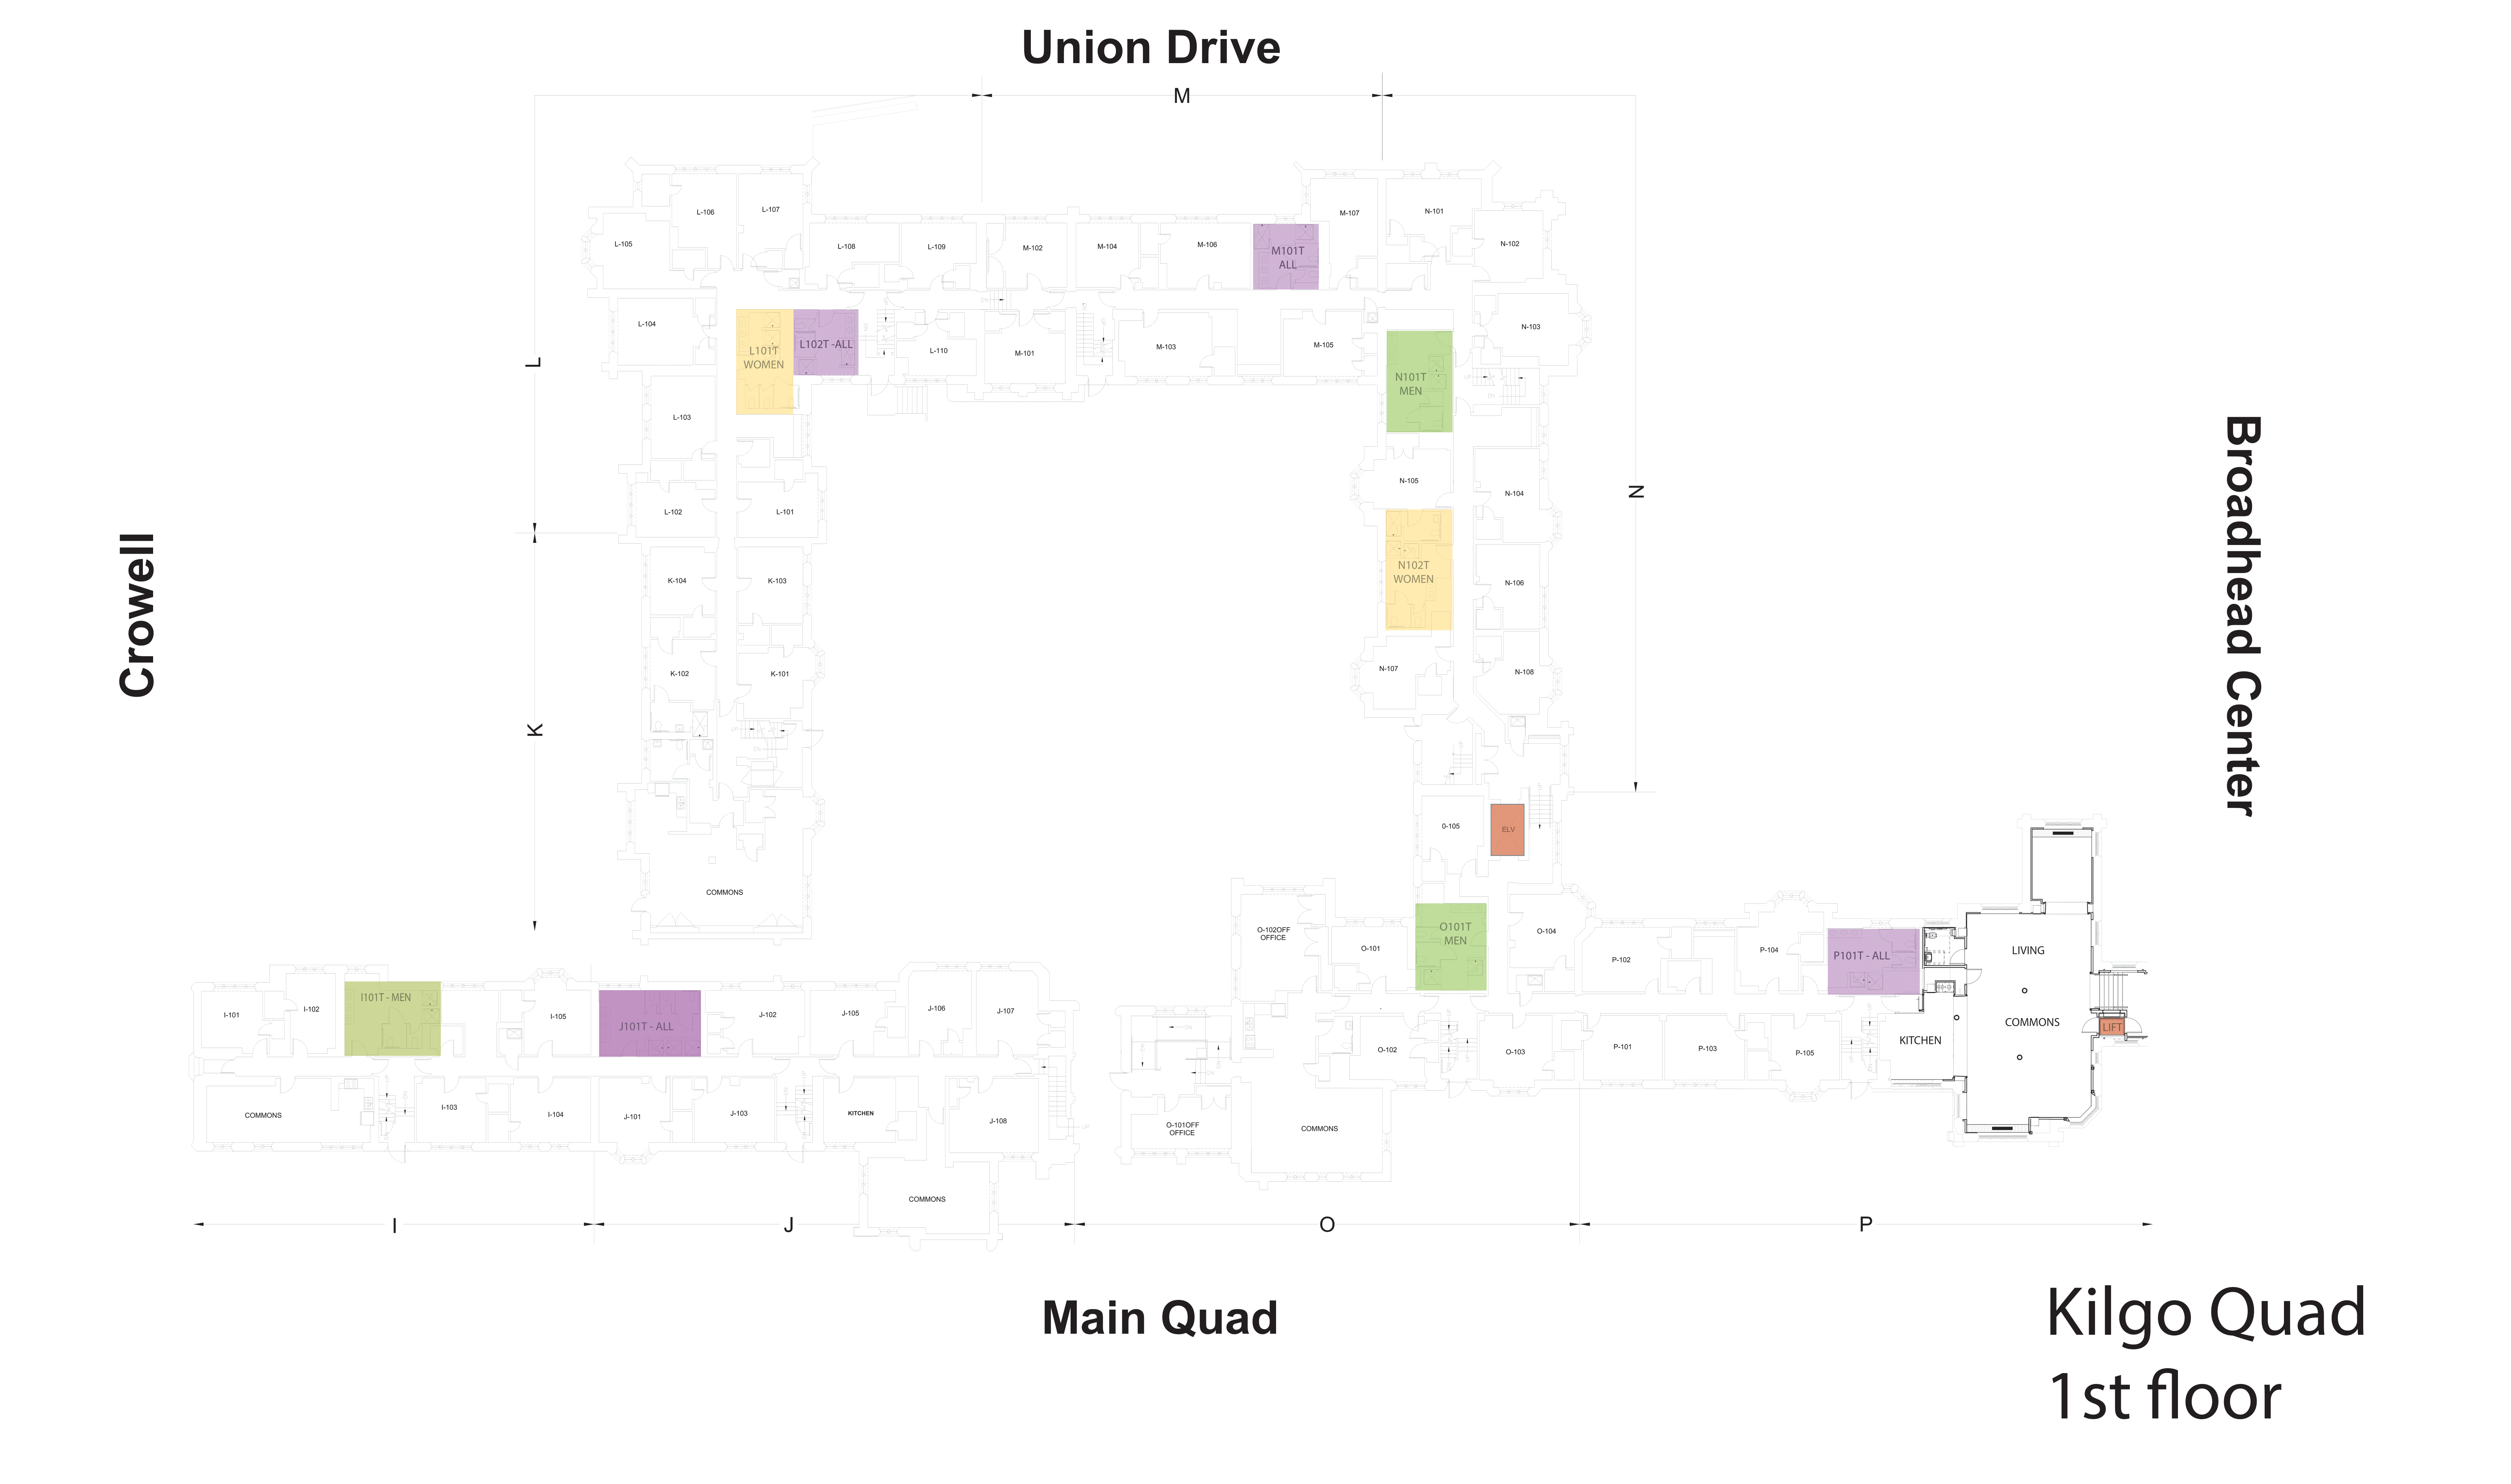 Union Drive
M
L-106
L-107
M-107
N-101
L-105
L-108
L-109
M-102
M-104
M-106
M101T
ALL
N-102
L-104
L101T
WOMEN
L102T -ALL
L-110
M-101
M-103
M-105
N-103
L
N101T
MEN
L-103
N-105
N-104
N
L-102
L-101
Crowell
Broadhead Center
K-104
K-103
N102T
WOMEN
N-106
K-102
K-101
N-107
N-108
K
0-105
ELV
COMMONS
O-102OFF
OFFICE
O-101
O101T
MEN
O-104
P-102
P-104
P101T - ALL
LIVING
I-101
I-102
I101T - MEN
I-105
J101T - ALL
J-102
J-105
J-106
J-107
COMMONS
LIFT
KITCHEN
O-102
O-103
P-101
P-103
P-105
COMMONS
I-103
I-104
J-101
J-103
KITCHEN
J-108
O-101OFF
OFFICE
COMMONS
COMMONS
I
J
O
P
Main Quad
Kilgo Quad
1st floor